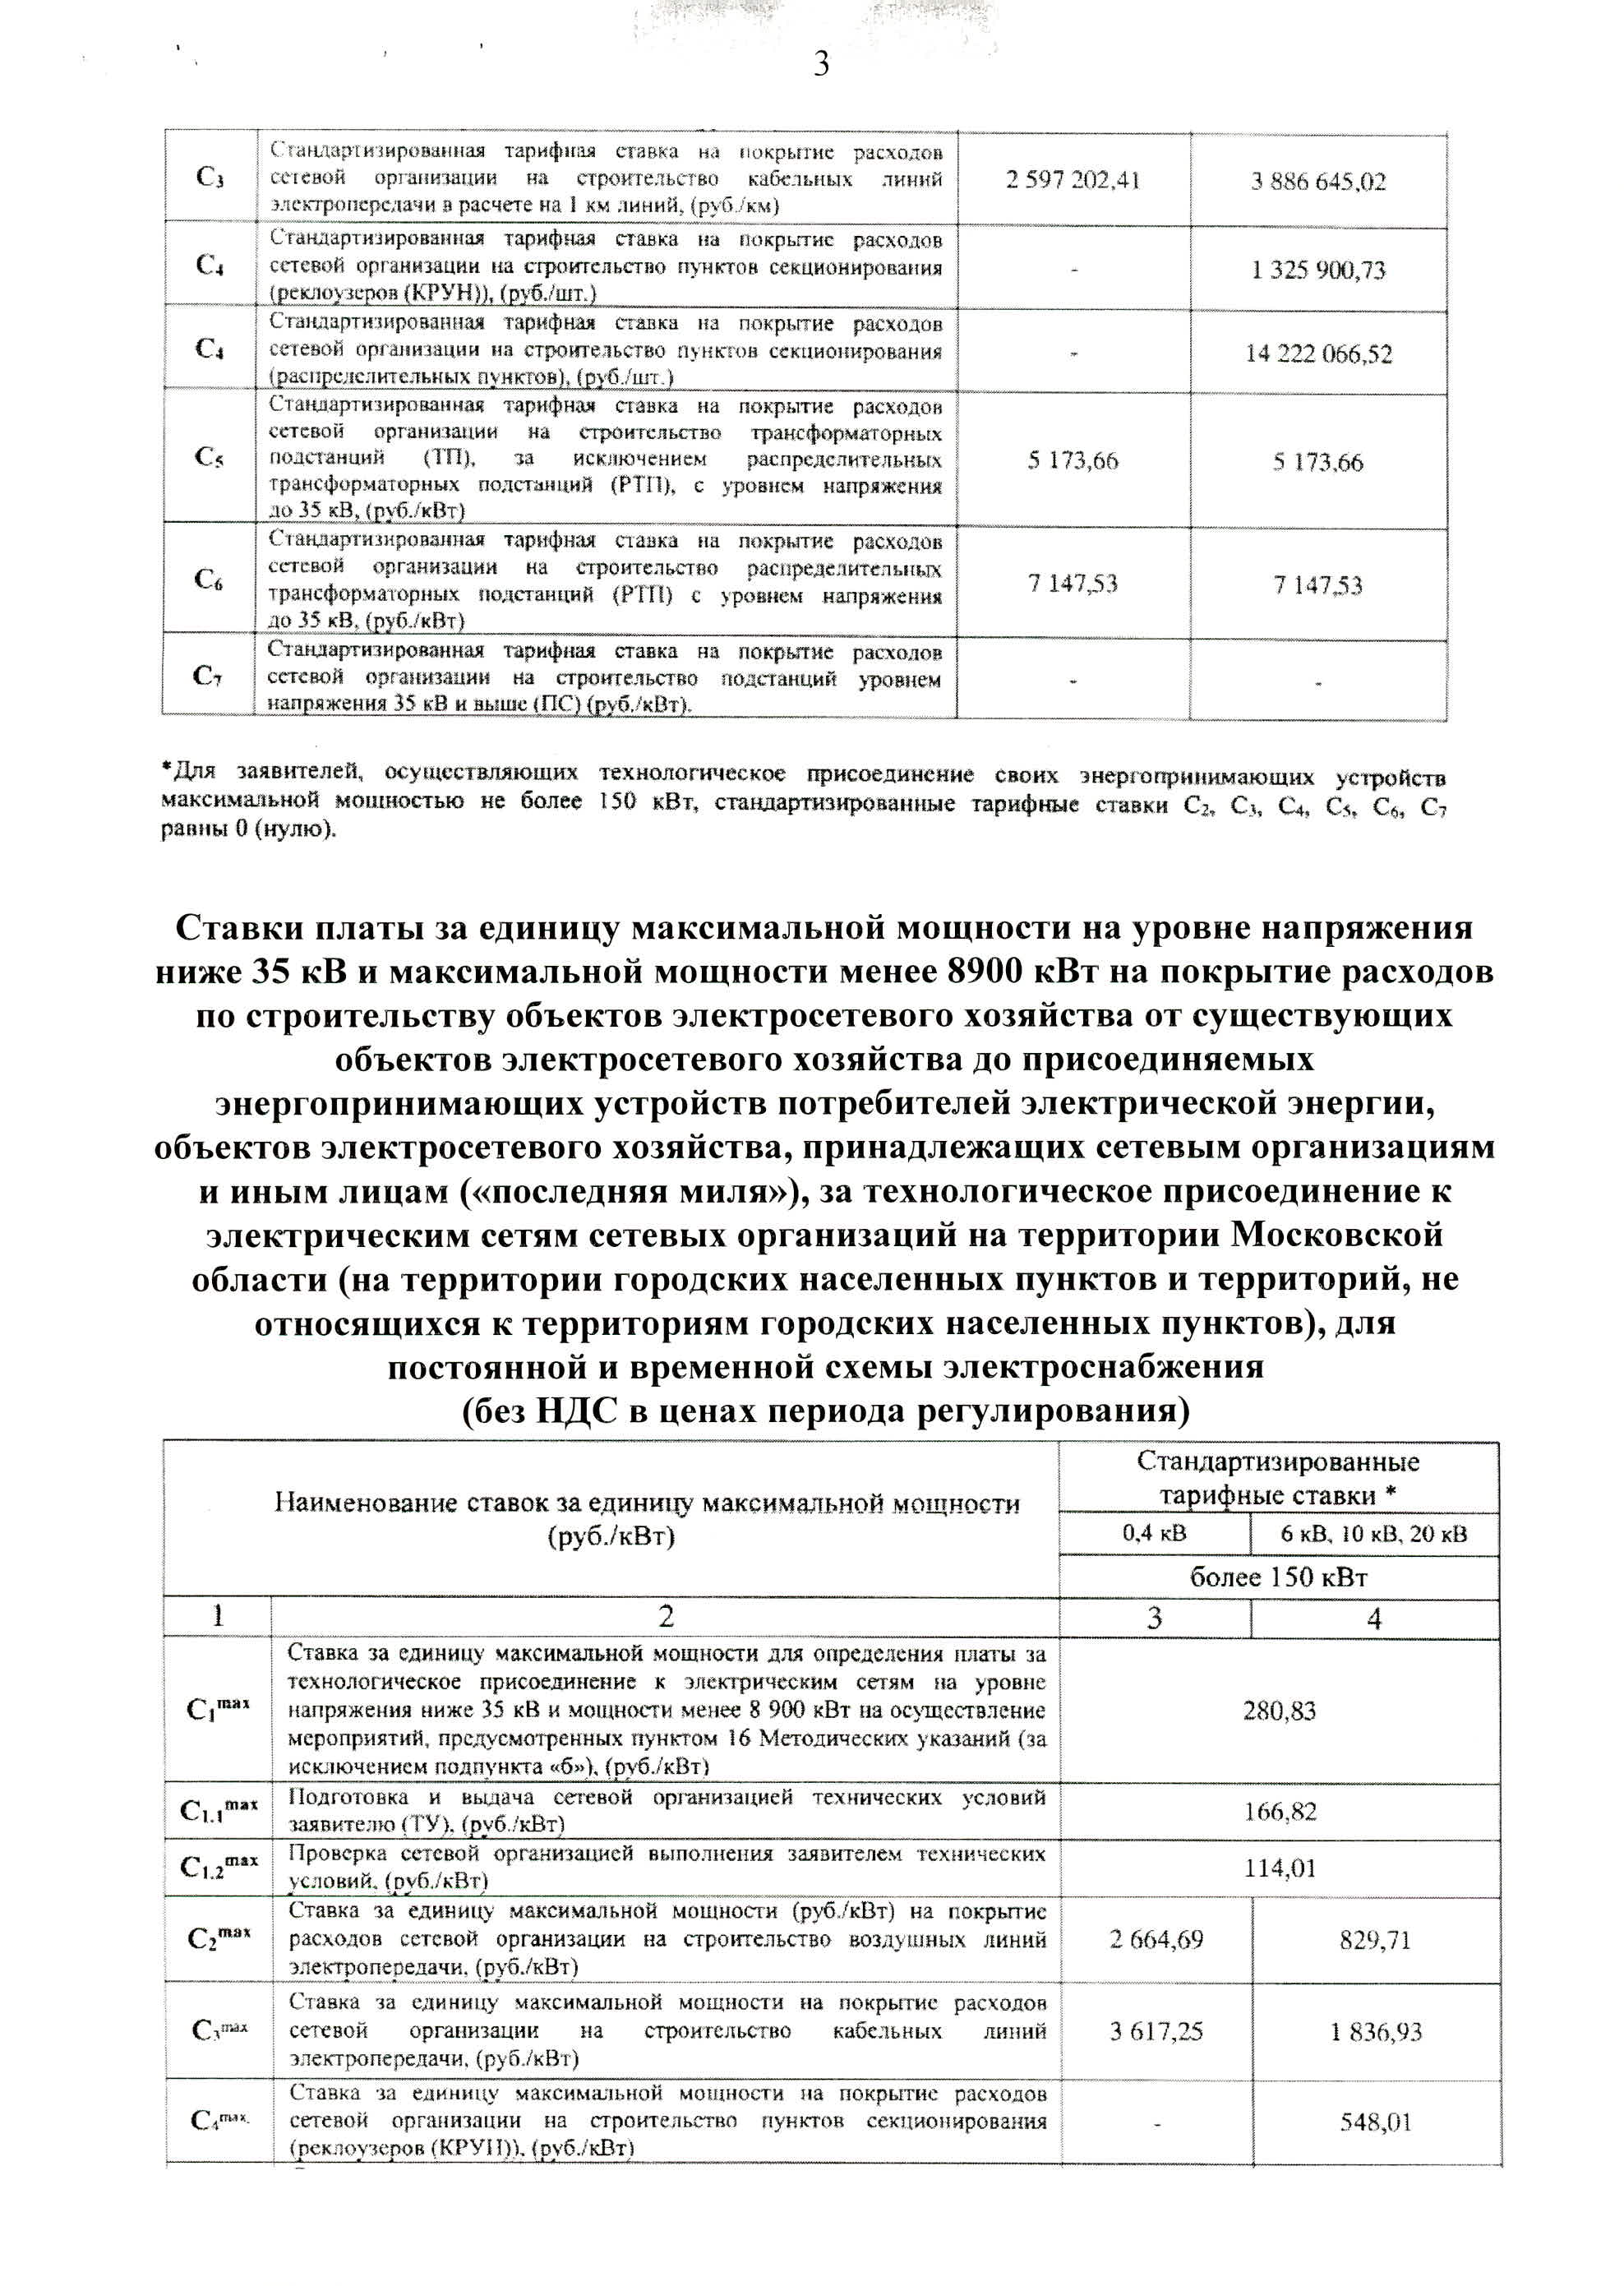 3
С3 Стандартизированная тарифная ставка на покрытие расходов
сетевой организации на строительство кабельных линий 2 597 202,41 3 886 645,02
электропередачи в расчете на 1 км линий, (руб./км)
Стандартизированная тарифная ставка на покрытие расходов
С4 сетевой организации на строительство пунктов секционирования - 1 325 900,73
(реклоузеров (КРУН)), (руб./шт.)
Стандартизированная тарифная ставка на покрытие расходов
С4 сетевой организации на строительство пунктов секционирования - 14 222 066,52
(распределительных пунктов), (руб./шт.)
Стандартизированная тарифная ставка на покрытие расходов
сетевой организации на строительство трансформаторных
С5 подстанций (ТП), за исключением распределительных 5 173,66 5 173,66
трансформаторных подстанций (РТП), с уровнем напряжения
до 35 кВ, (руб./кВт)
Стандартизированная тарифная ставка на покрытие расходов
сетевой организации на строительство распределительных
С6 трансформаторных подстанций (РТП) с уровнем напряжения 7 147,53 7 147,53
до 35 кВ, (руб./кВт)
Стандартизированная тарифная ставка на покрытие расходов
С7 сетевой организации на строительство подстанций уровнем - -
напряжения 35 кВ и выше (ПС) (руб./кВт).
*Для заявителей, осуществляющих технологическое присоединение своих энергопринимающих устройств
максимальной мощностью не более 150 кВт, стандартизированные тарифные ставки С2, С3, С4, С5, С6, С7
равны 0 (нулю).
Ставки платы за единицу максимальной мощности на уровне напряжения
ниже 35 кВ и максимальной мощности менее 8900 кВт на покрытие расходов
по строительству объектов электросетевого хозяйства от существующих
объектов электросетевого хозяйства до присоединяемых
энергопринимающих устройств потребителей электрической энергии,
объектов электросетевого хозяйства, принадлежащих сетевым организациям
и иным лицам («последняя миля»), за технологическое присоединение к
электрическим сетям сетевых организаций на территории Московской
области (на территории городских населенных пунктов и территорий, не
относящихся к территориям городских населенных пунктов), для
постоянной и временной схемы электроснабжения
(без НДС в ценах периода регулирования)
Наименование ставок за единицу максимальной мощности
(руб./кВт)
Стандартизированные
тарифные ставки *
0,4 кВ 6 кВ, 10 кВ, 20 кВ
более 150 кВт
1 2 3 4
Ставка за единицу максимальной мощности для определения платы за
технологическое присоединение к электрическим сетям на уровне
С1max напряжения ниже 35 кВ и мощности менее 8 900 кВт на осуществление 280,83
мероприятий, предусмотренных пунктом 16 Методических указаний (за
исключением подпункта «б»), (руб./кВт)
С1.1max Подготовка и выдача сетевой организацией технических условий 166,82
заявителю (ТУ), (руб./кВт)
С1.2max Проверка сетевой организацией выполнения заявителем технических 114,01
условий, (руб./кВт)
Ставка за единицу максимальной мощности (руб./кВт) на покрытие
С2max расходов сетевой организации на строительство воздушных линий 2 664,69 829,71
электропередачи, (руб./кВт)
Ставка за единицу максимальной мощности на покрытие расходов
С3max сетевой организации на строительство кабельных линий 3 617,25 1 836,93
электропередачи, (руб./кВт)
Ставка за единицу максимальной мощности на покрытие расходов
С4max. сетевой организации на строительство пунктов секционирования - 548,01
(реклоузеров (КРУН)), (руб./кВт)